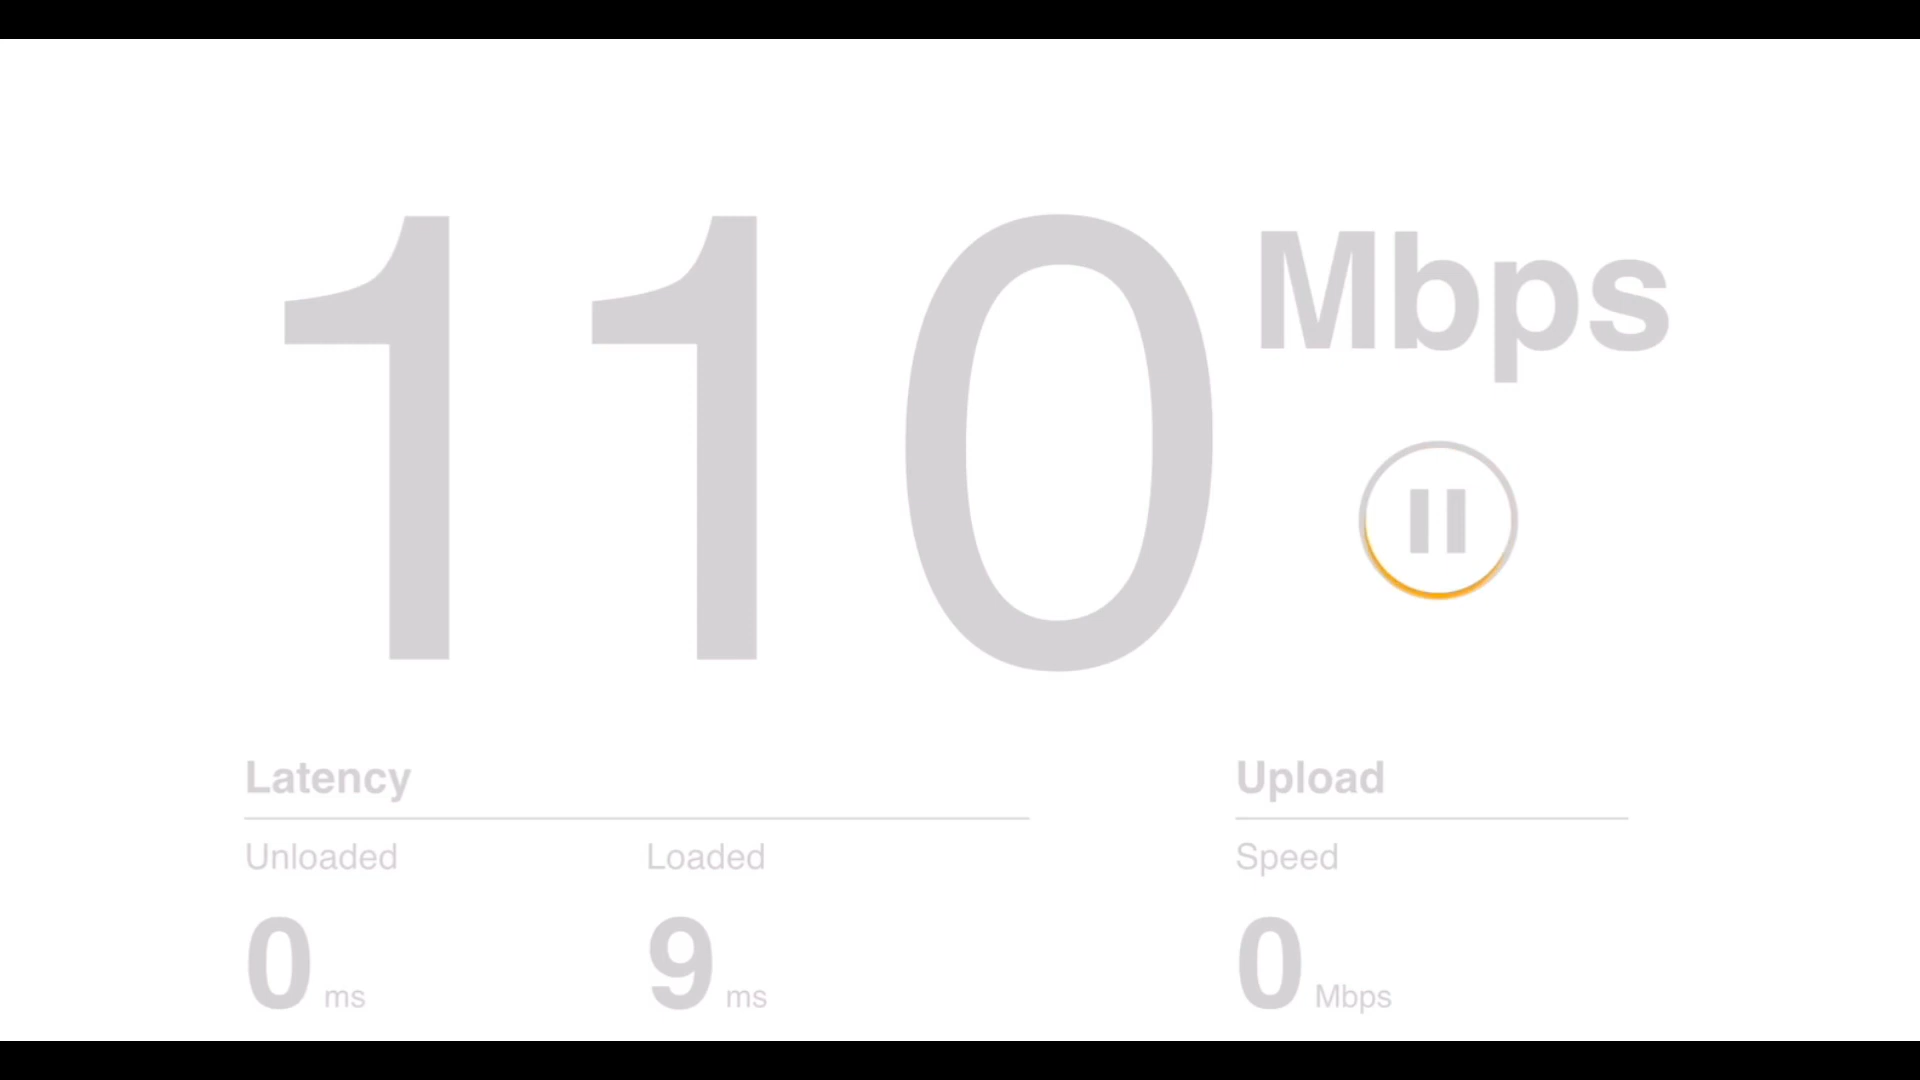 110 Mbps
Latency
Upload
Unloaded
Loaded
Speed
0 ms
9 ms
0 Mbps